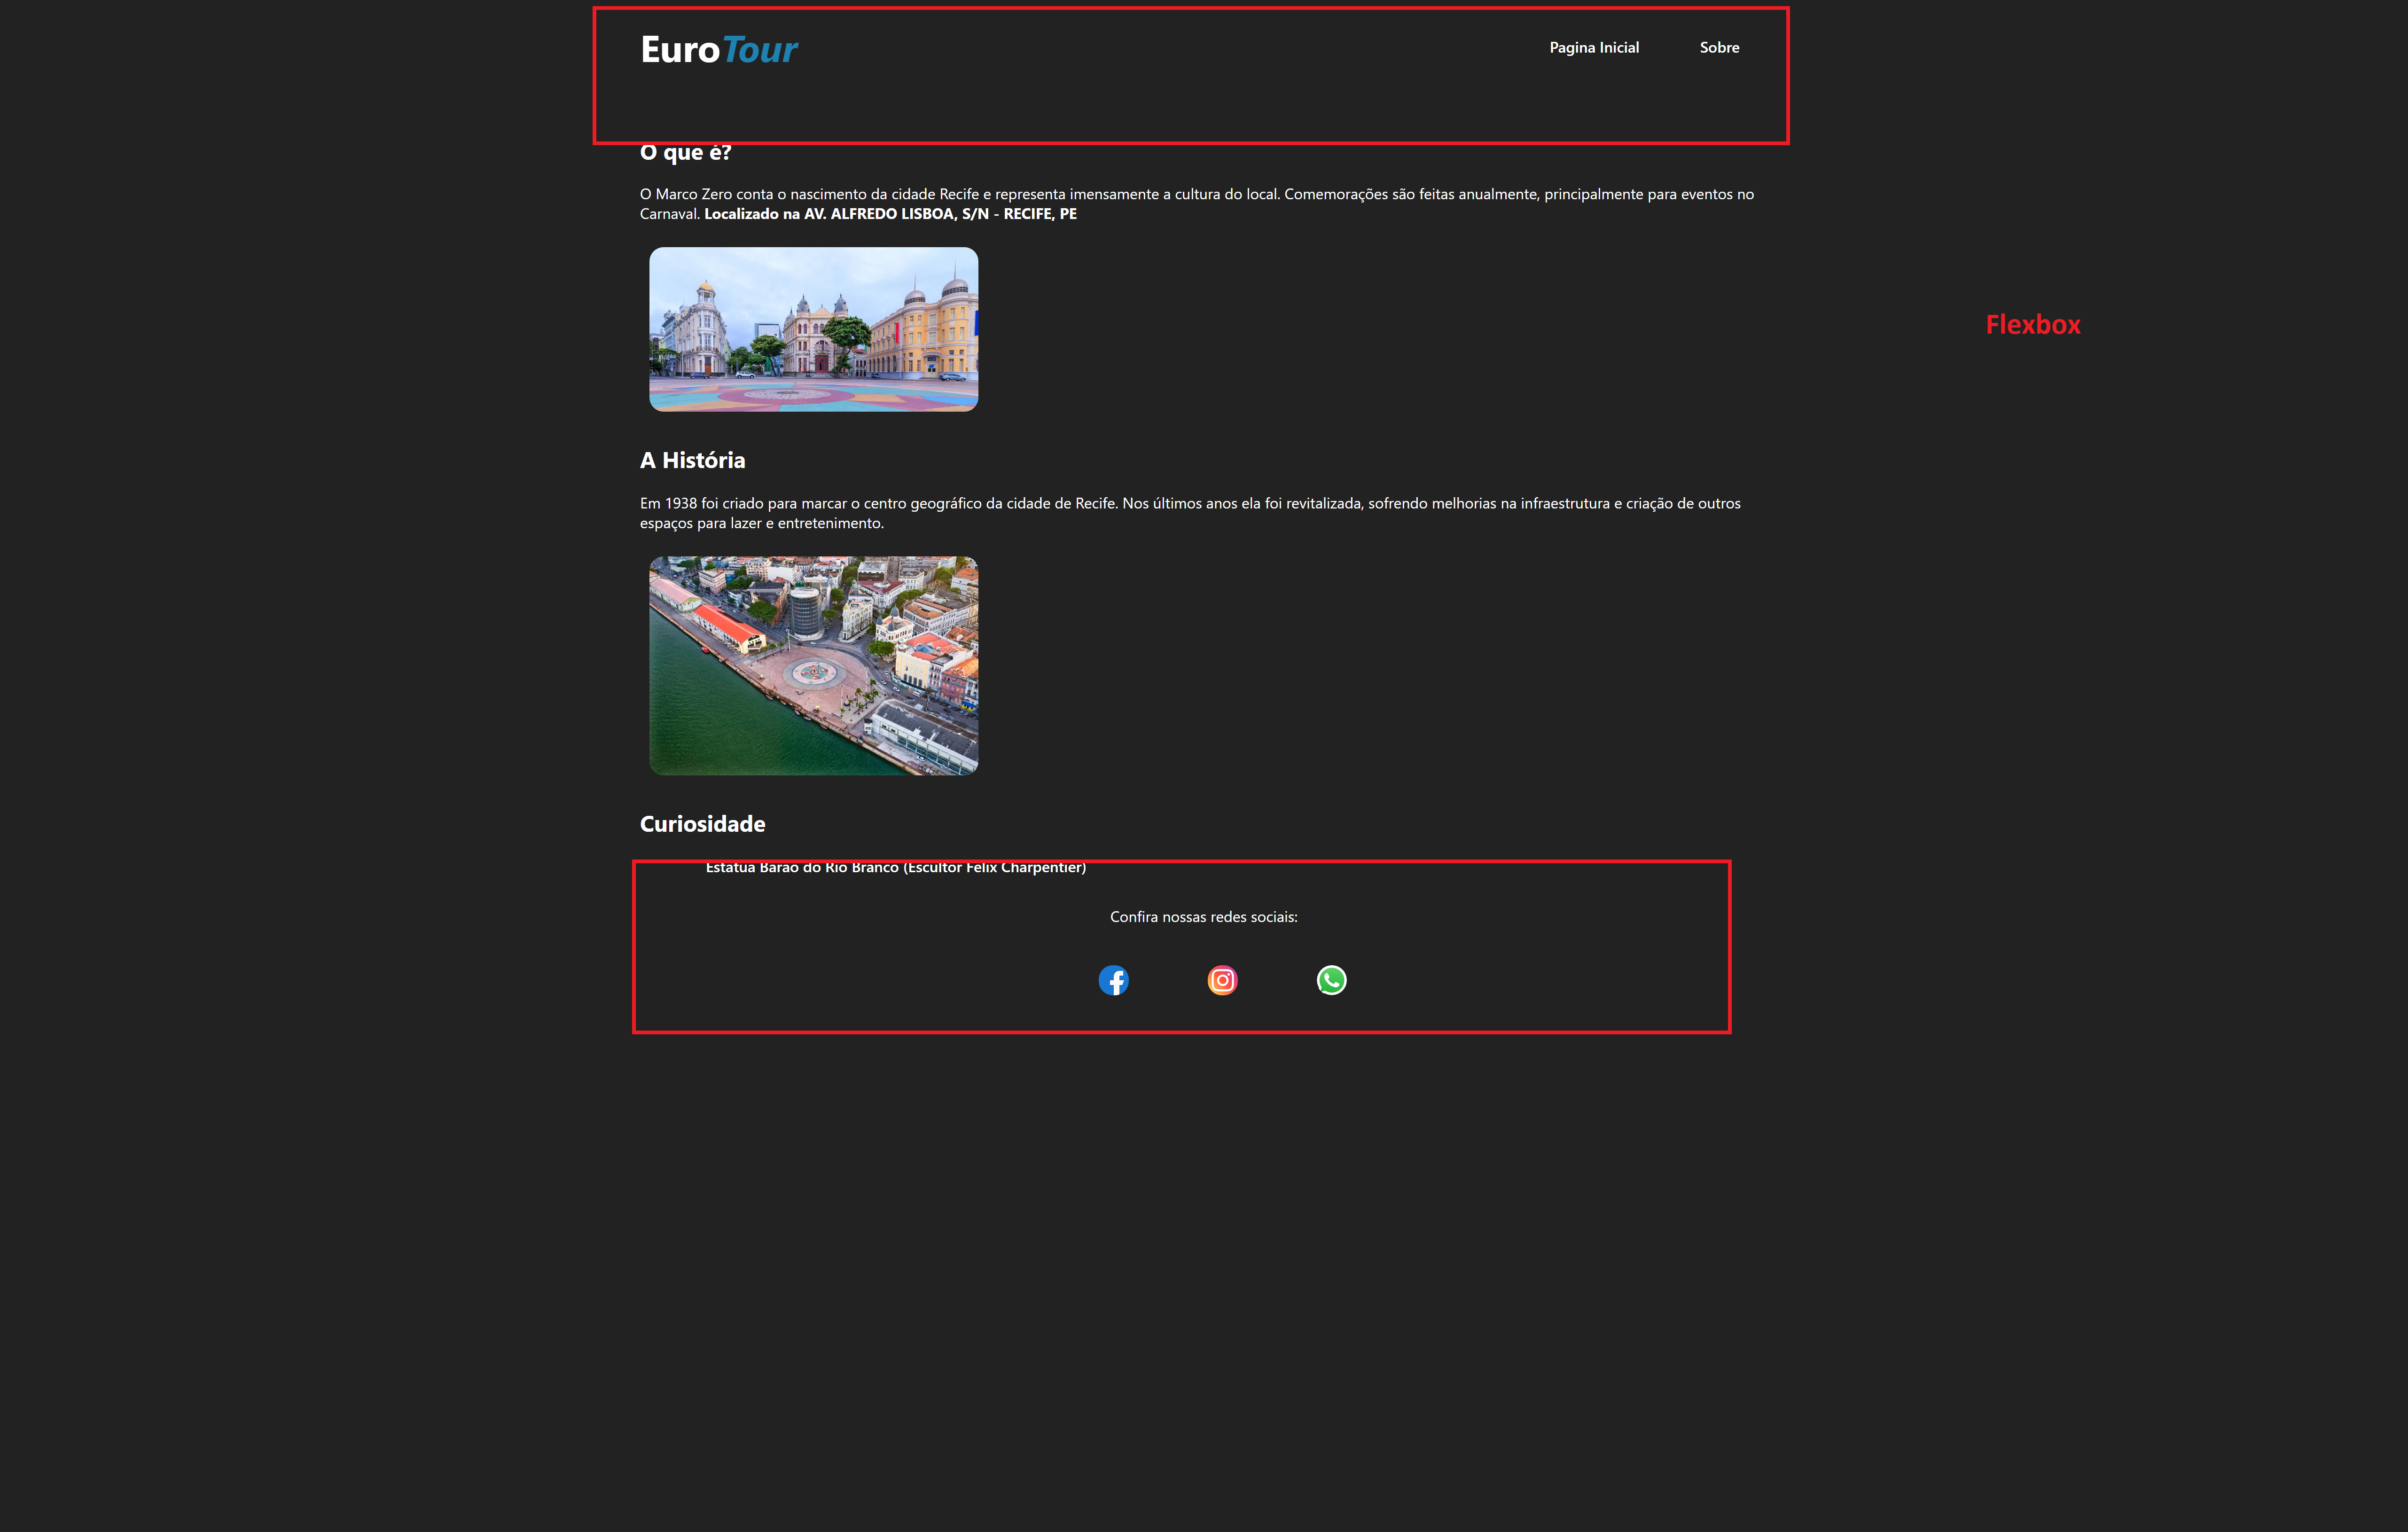 EuroTour
Pagina Inicial
Sobre
O que é?
O Marco Zero conta o nascimento da cidade Recife e representa imensamente a cultura do local. Comemorações são feitas anualmente, principalmente para eventos no
Carnaval. Localizado na AV. ALFREDO LISBOA, S/N - RECIFE, PE
Flexbox
A História
Em 1938 foi criado para marcar o centro geográfico da cidade de Recife. Nos últimos anos ela foi revitalizada, sofrendo melhorias na infraestrutura e criação de outros
espaços para lazer e entretenimento.
Curiosidade
Estátua Barão do Rio Branco (Escultor Félix Charpentier)
Confira nossas redes sociais: